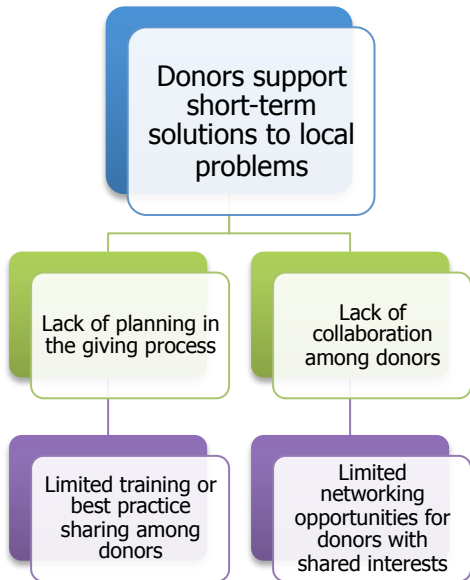 Donors support
short-term
solutions to local
problems
Lack of planning in
the giving process
Lack of
collaboration
among donors
Limited training or
best practice
sharing among
donors
Limited
networking
opportunities for
donors with
shared interests